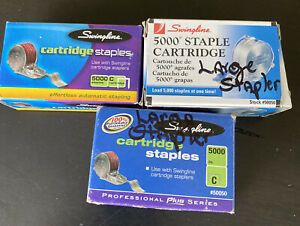 Swingline
cartridge staples
• Use with Swingline
cartridge staplers
5000 C
effortless automatic stapling
Swingline
5000 STAPLE
CARTRIDGE
Cartouche de
5000 agrafes
Cartucho de
5000 grapas
Large
Stapler
Load 5,000 staples at one time!
Stock #50050
Large
Stapler
100%
Swingline
cartridge
staples
• Use with Swingline
cartridge staplers
5000
C
#50050
PROFESSIONAL Plus SERIES